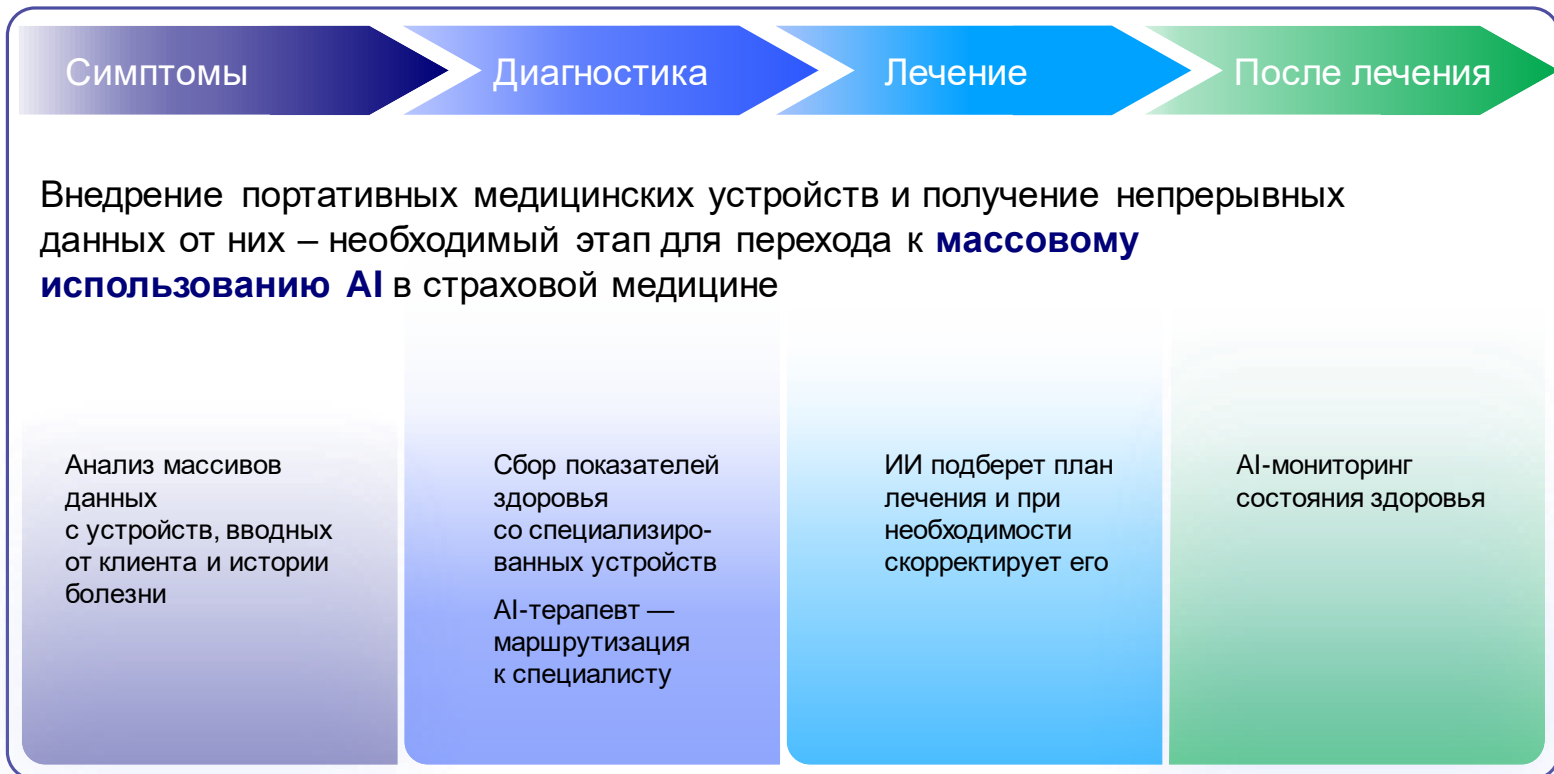 Симптомы
Диагностика
Лечение
После лечения
Внедрение портативных медицинских устройств и получение непрерывных
данных от них – необходимый этап для перехода к массовому
использованию AI в страховой медицине
Анализ массивов
данных
с устройств, вводных
от клиента и истории
болезни
Сбор показателей
здоровья
со специализиро-
ванных устройств
AI-терапевт —
маршрутизация
к специалисту
ИИ подберет план
лечения и при
необходимости
скорректирует его
AI-мониторинг
состояния здоровья